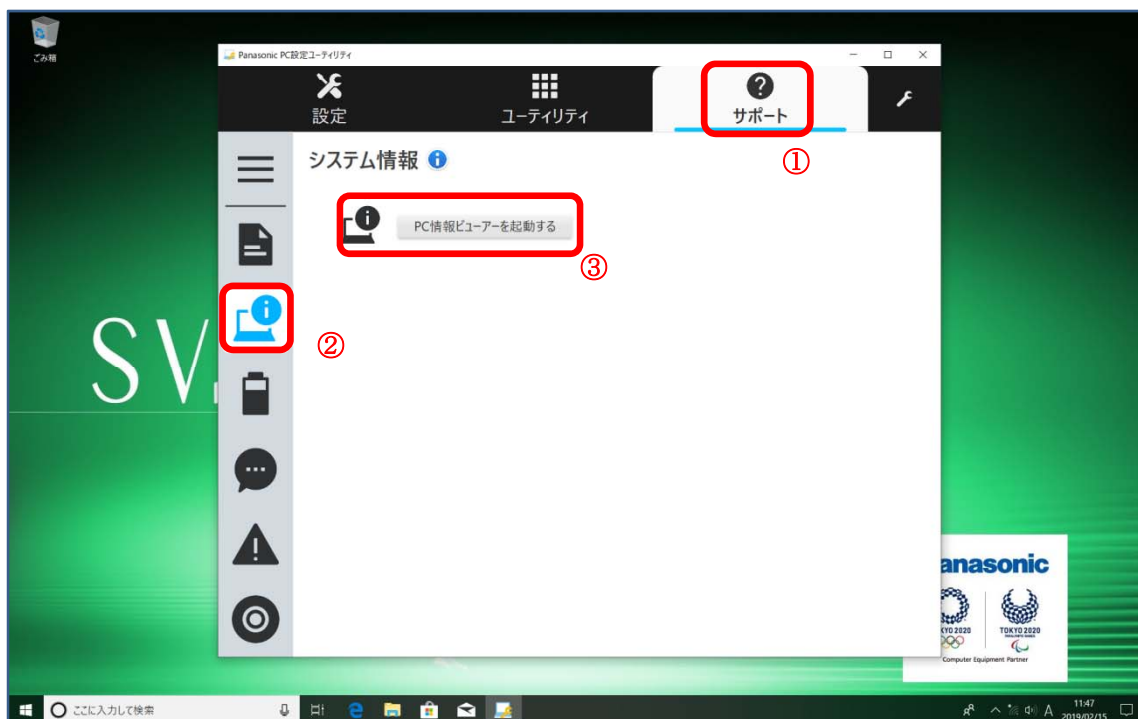 ごみ箱
Panasonic PC設定ユーティリティ
設定
ユーティリティ
サポート
①
システム情報
PC情報ビューアーを起動する
③
②
SV
anasonic
KYO 2020
TOKYO 2020
Computer Equipment Partner
ここに入力して検索
A
11:47
2019/02/15